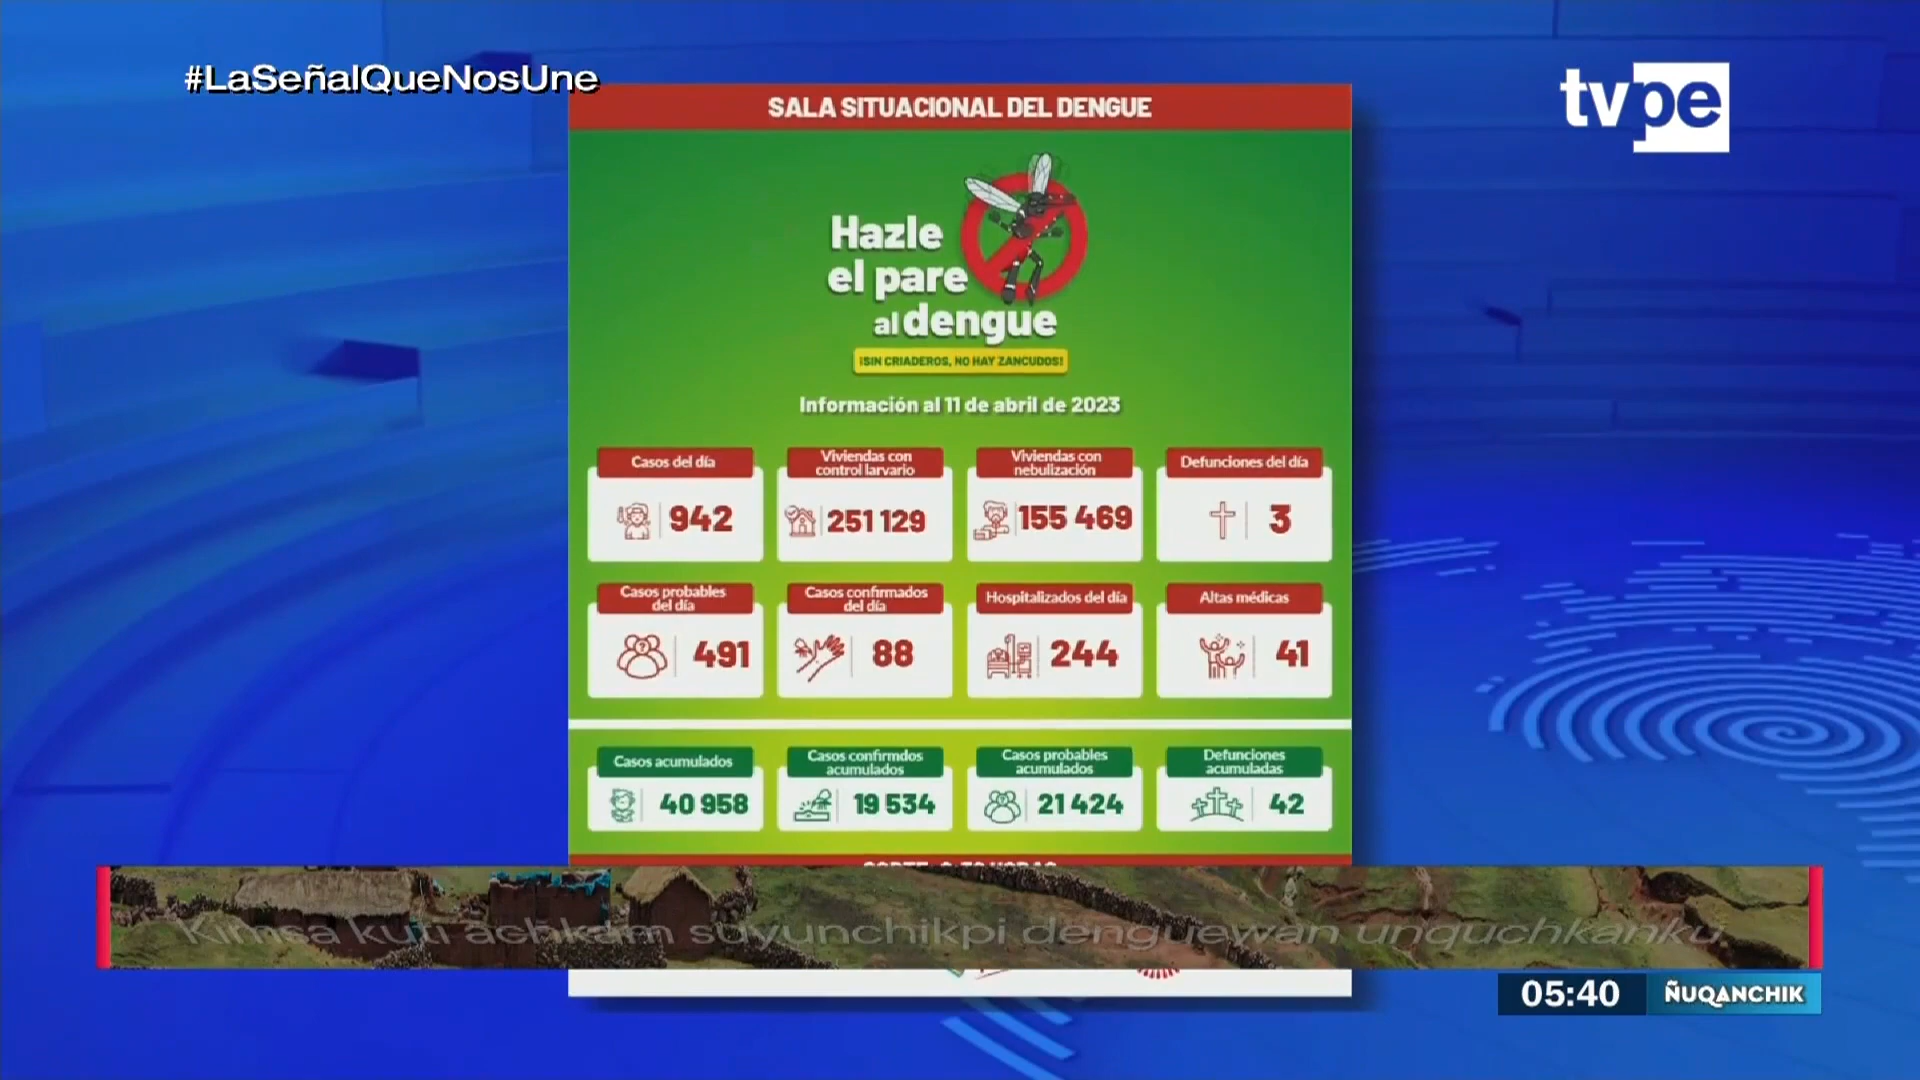 #LaSeñalQueNosUne
tvpe
SALA SITUACIONAL DEL DENGUE
Hazle
el pare
al dengue
¡SIN CRIADEROS, NO HAY ZANCUDOS!
Información al 11 de abril de 2023
Casos del día
942
Viviendas con
control larvario
251 129
Viviendas con
nebulización
155 469
Defunciones del día
3
Casos probables
del día
491
Casos confirmados
del día
88
Hospitalizados del día
244
Altas médicas
41
Casos acumulados
40 958
Casos confirmdos
acumulados
19 534
Casos probables
acumulados
21 424
Defunciones
acumuladas
42
Kimsa kuti achkam suyunchikpi denguewan unquchkanku
05:40
ÑUQANCHIK